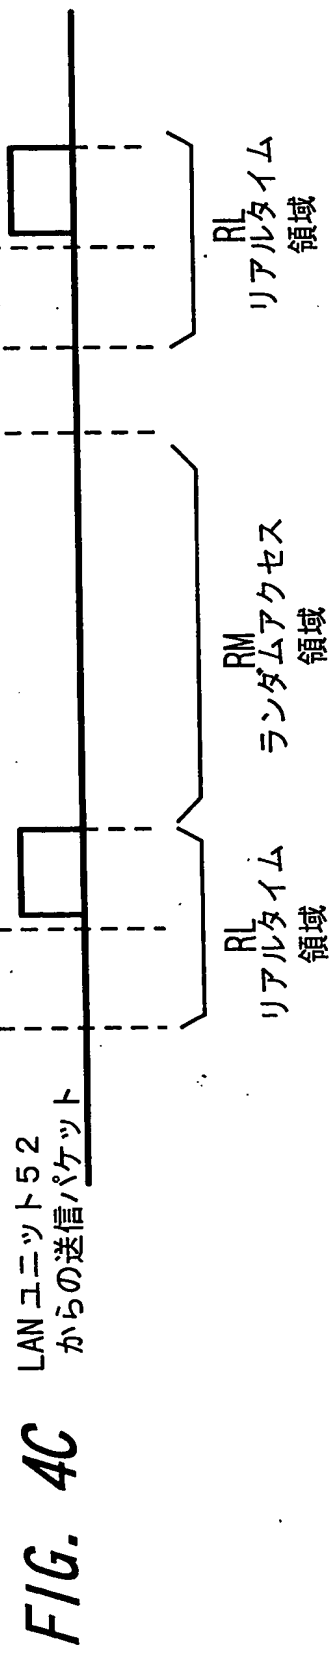 FIG. 4C
LANユニット52
からの送信パケット
RL
リアルタイム
領域
RM
ランダムアクセス
領域
RL
リアルタイム
領域